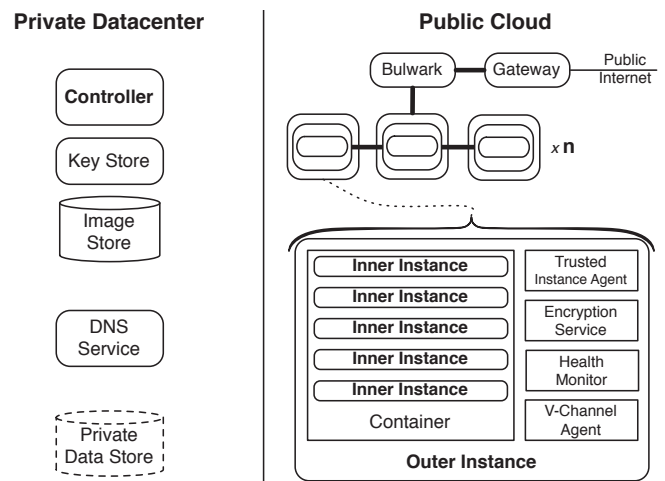 Private Datacenter
Controller
Key Store
Image
Store
DNS
Service
Private
Data Store
Public Cloud
Bulwark
Gateway
Public
Internet
x n
Inner Instance
Inner Instance
Inner Instance
Inner Instance
Inner Instance
Container
Trusted
Instance Agent
Encryption
Service
Health
Monitor
V-Channel
Agent
Outer Instance